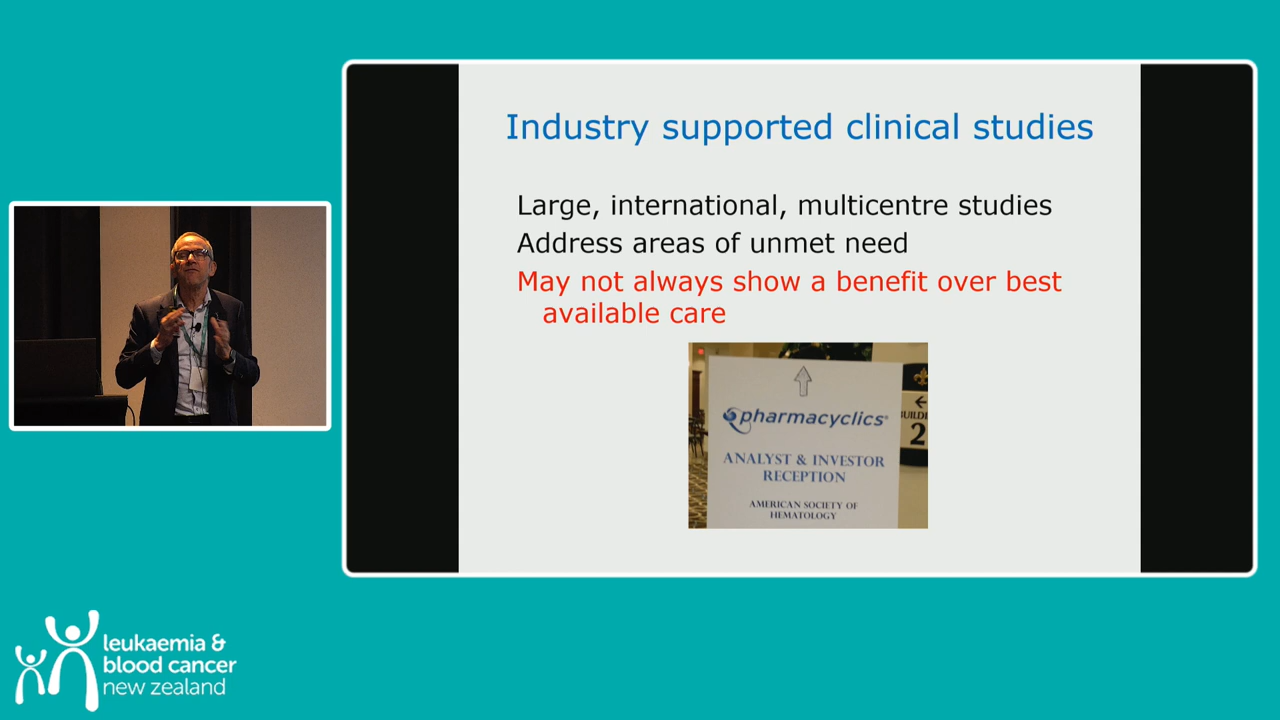 Industry supported clinical studies
Large, international, multicentre studies
Address areas of unmet need
May not always show a benefit over best
available care
pharmacyclics®
ANALYST & INVESTOR
RECEPTION
AMERICAN SOCIETY OF
HEMATOLOGY
2
leukaemia &
blood cancer
new zealand